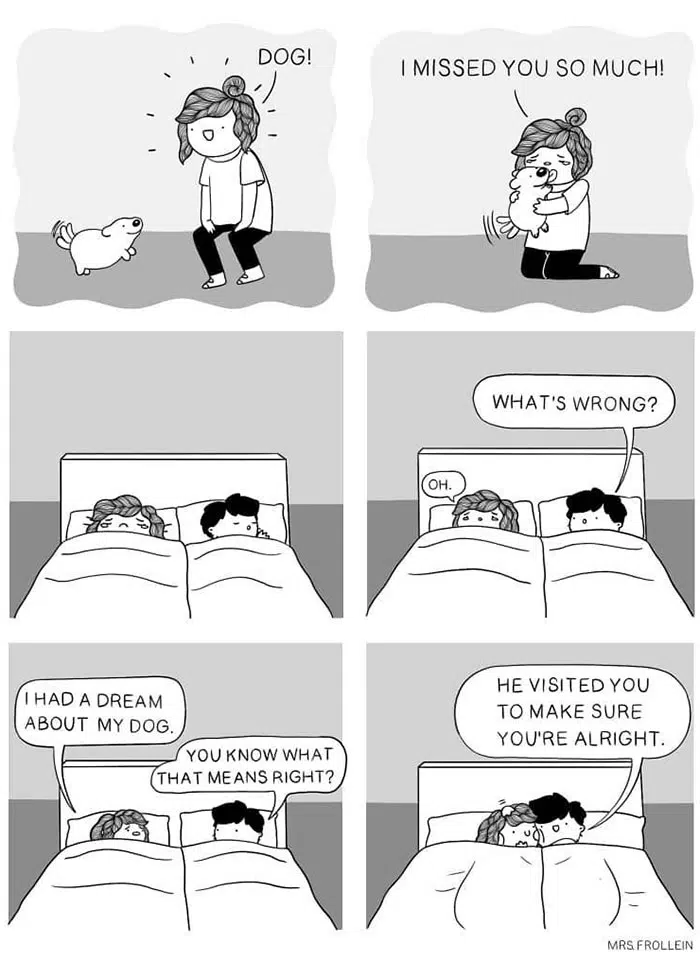 DOG!
I MISSED YOU SO MUCH!
OH.
WHAT'S WRONG?
I HAD A DREAM
ABOUT MY DOG.
YOU KNOW WHAT
THAT MEANS RIGHT?
HE VISITED YOU
TO MAKE SURE
YOU'RE ALRIGHT.
MRS.FROLLEIN